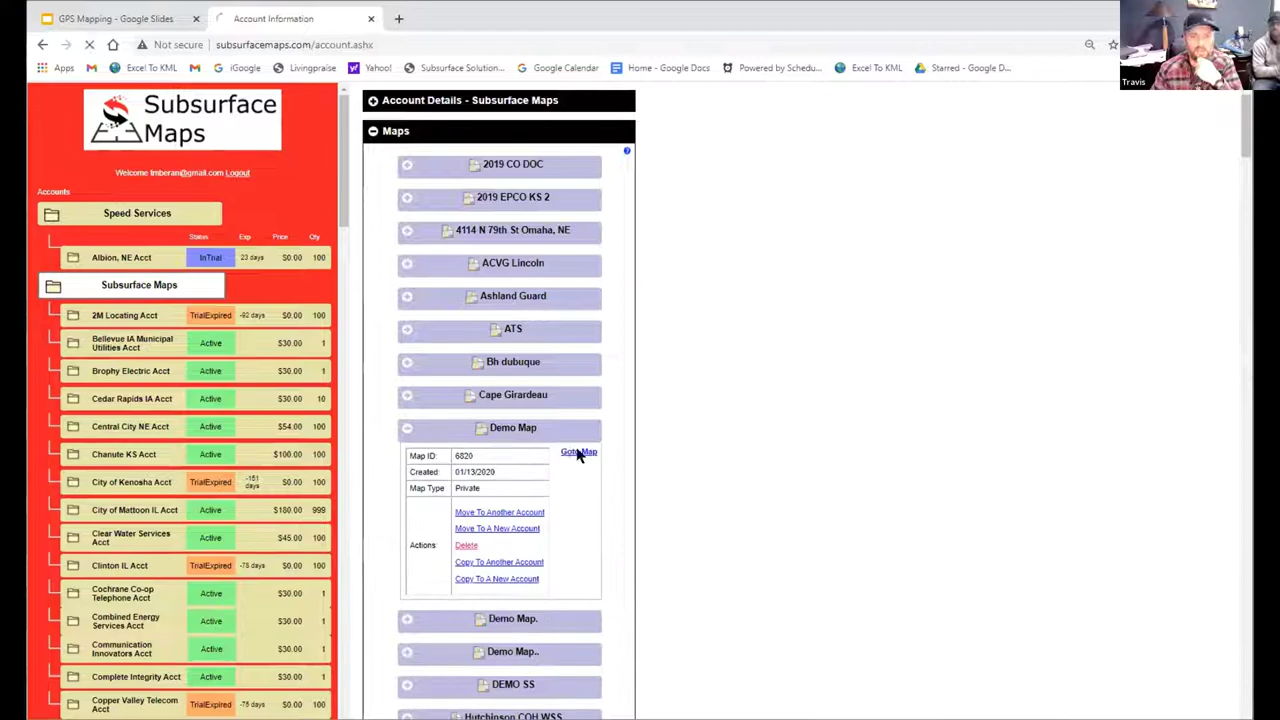 GPS Mapping - Google Slides
Account Information
Not secure
subsurfacemaps.com/account.ashx
Apps
Excel To KML
iGoogle
Livingpraise
Yahoo!
Subsurface Solution...
Google Calendar
Home - Google Docs
Powered by Schedu...
Excel To KML
Starred - Google D...
Travis
Subsurface
Maps
Welcome tmberan@gmail.com Logout
Accounts
Speed Services
Status Exp Price Qty
Albion, NE Acct InTrial 23 days $0.00 100
Subsurface Maps
2M Locating Acct TrialExpired -92 days $0.00 100
Bellevue IA Municipal
Utilities Acct Active $30.00 1
Brophy Electric Acct Active $30.00 1
Cedar Rapids IA Acct Active $30.00 10
Central City NE Acct Active $54.00 100
Chanute KS Acct Active $100.00 100
City of Kenosha Acct TrialExpired -151 days $0.00 100
City of Mattoon IL Acct Active $180.00 999
Clear Water Services
Acct Active $45.00 100
Clinton IL Acct TrialExpired -78 days $0.00 100
Cochrane Co-op
Telephone Acct Active $30.00 1
Combined Energy
Services Acct Active $30.00 1
Communication
Innovators Acct Active $30.00 1
Complete Integrity Acct Active $30.00 1
Copper Valley Telecom
Acct TrialExpired -75 days $0.00 100
Account Details - Subsurface Maps
Maps
2019 CO DOC
2019 EPCO KS 2
4114 N 79th St Omaha, NE
ACVG Lincoln
Ashland Guard
ATS
Bh dubuque
Cape Girardeau
Demo Map
Map ID: 6820
Goto Map
Created: 01/13/2020
Map Type Private
Actions:
Move To Another Account
Move To A New Account
Delete
Copy To Another Account
Copy To A New Account
Demo Map.
Demo Map..
DEMO SS
Hutchinson COH WSS